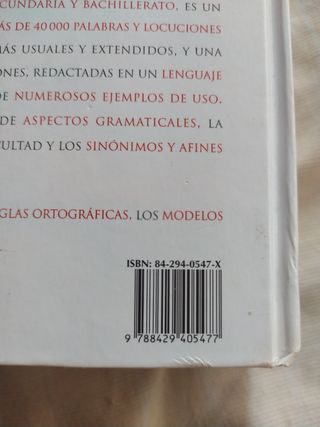 CUNDARIA Y BACHILLERATO, ES UN
ÁS DE 40 000 PALABRAS Y LOCUCIONES
MÁS USUALES Y EXTENDIDOS, Y UNA
ONES, REDACTADAS EN UN LENGUAJE
DE NUMEROSOS EJEMPLOS DE USO.
DE ASPECTOS GRAMATICALES, LA
CULTAD Y LOS SINÓNIMOS Y AFINES
GLAS ORTOGRÁFICAS, LOS MODELOS
ISBN: 84-294-0547-X
9 788429 405477